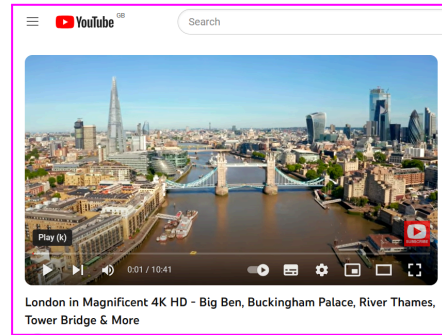 YouTube GB
Search
SUBSCRIBE
Play (k)
0:01 / 10:41
London in Magnificent 4K HD - Big Ben, Buckingham Palace, River Thames,
Tower Bridge & More